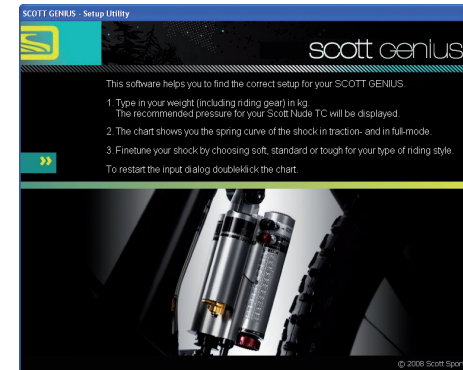 SCOTT GENIUS - Setup Utility
scott genius
This software helps you to find the correct setup for your SCOTT GENIUS.
1. Type in your weight (including riding gear) in kg.
The recommended pressure for your Scott Nude TC will be displayed.
2. The chart shows you the spring curve of the shock in traction- and in full-mode.
3. Finetune your shock by choosing soft, standard or tough for your type of riding style.
To restart the input dialog doubleklick the chart.
© 2008 Scott Sport